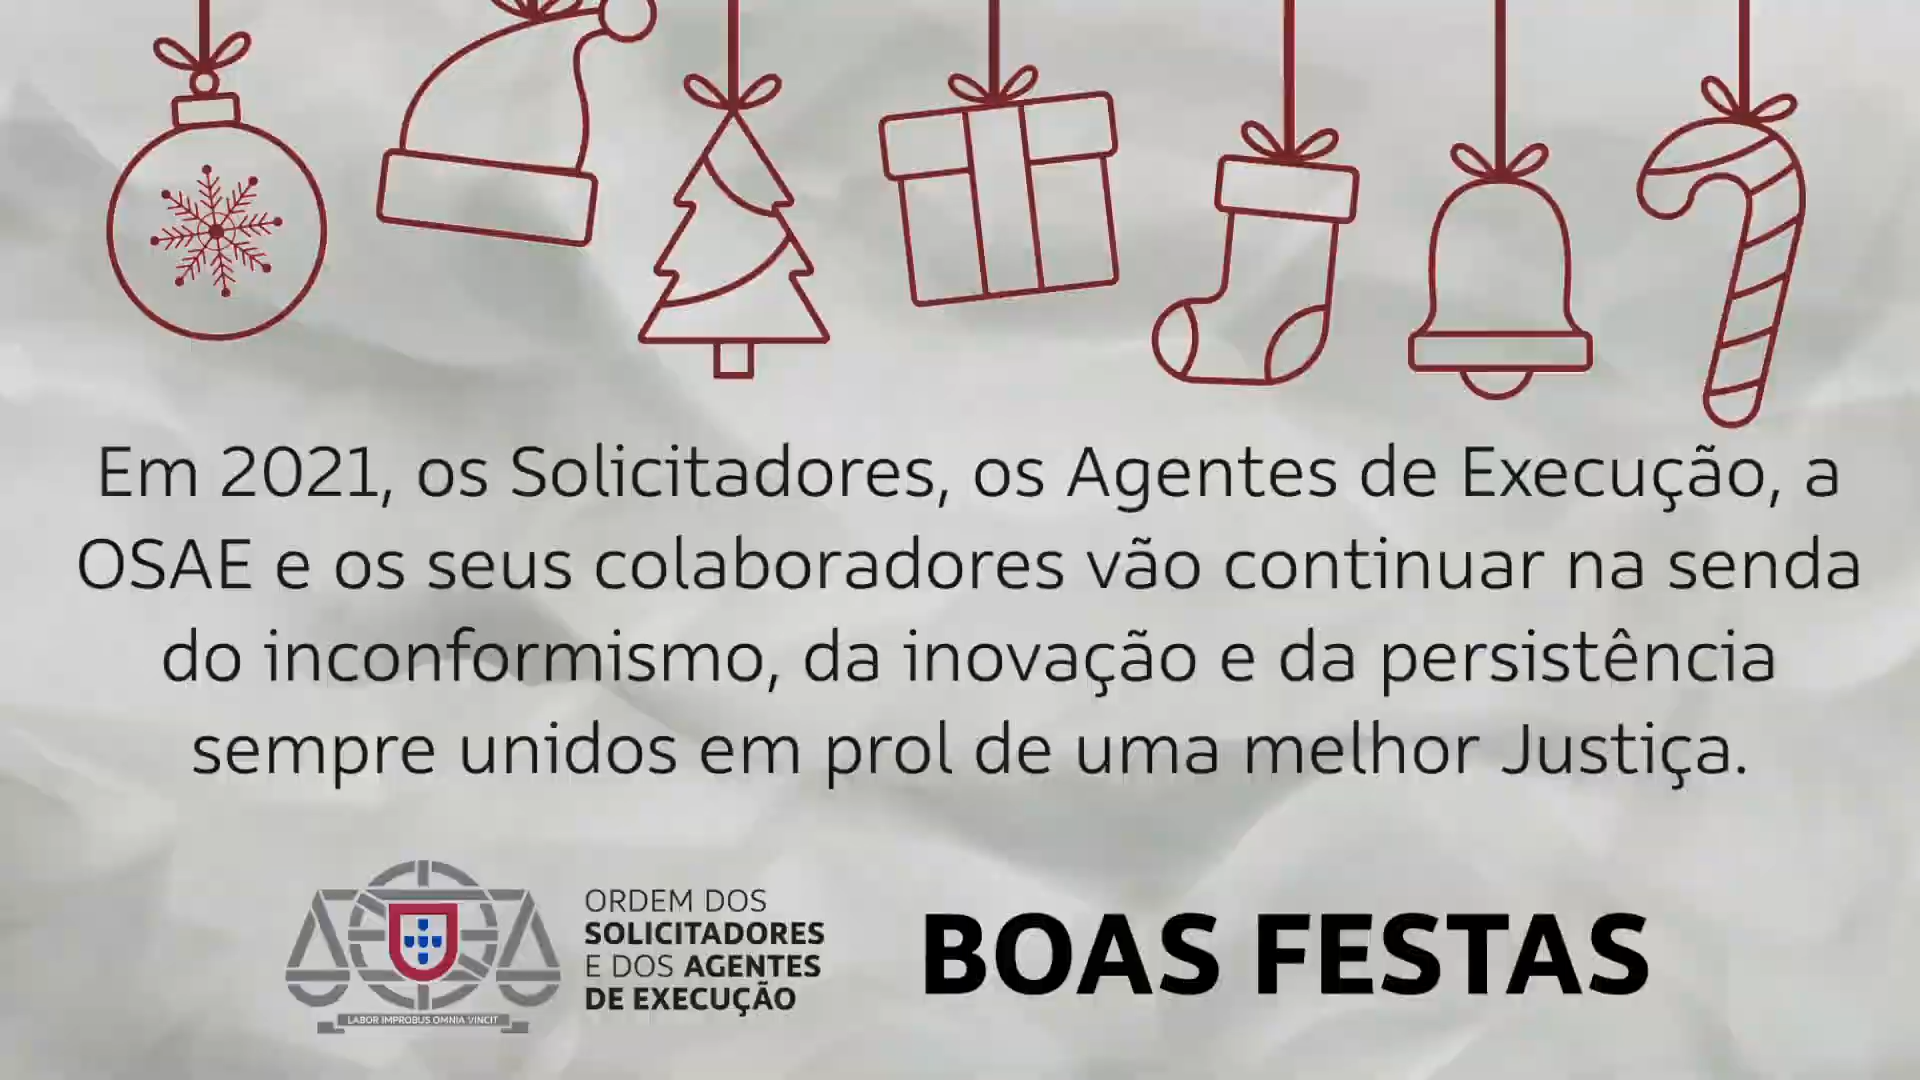 Em 2021, os Solicitadores, os Agentes de Execução, a
OSAE e os seus colaboradores vão continuar na senda
do inconformismo, da inovação e da persistência
sempre unidos em prol de uma melhor Justiça.
ORDEM DOS
SOLICITADORES
E DOS AGENTES
DE EXECUÇÃO
LABOR IMPROBUS OMNIA VINCIT
BOAS FESTAS